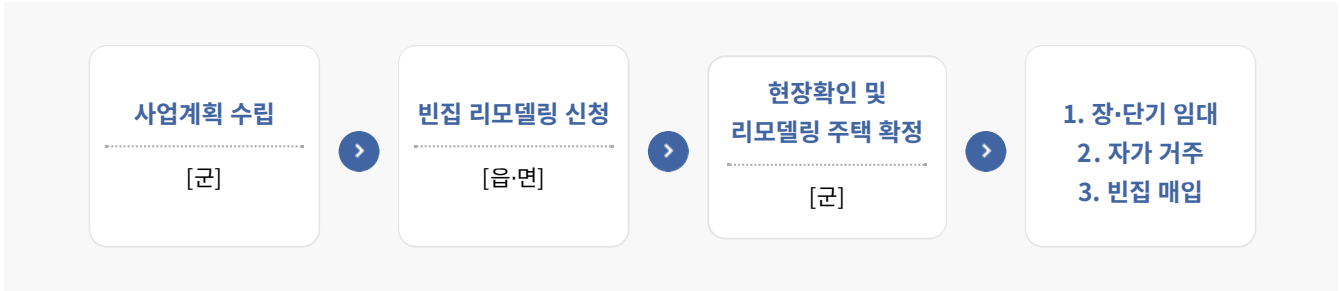 사업계획 수립
[군]
빈집 리모델링 신청
[읍·면]
현장확인 및
리모델링 주택 확정
[군]
1. 장·단기 임대
2. 자가 거주
3. 빈집 매입